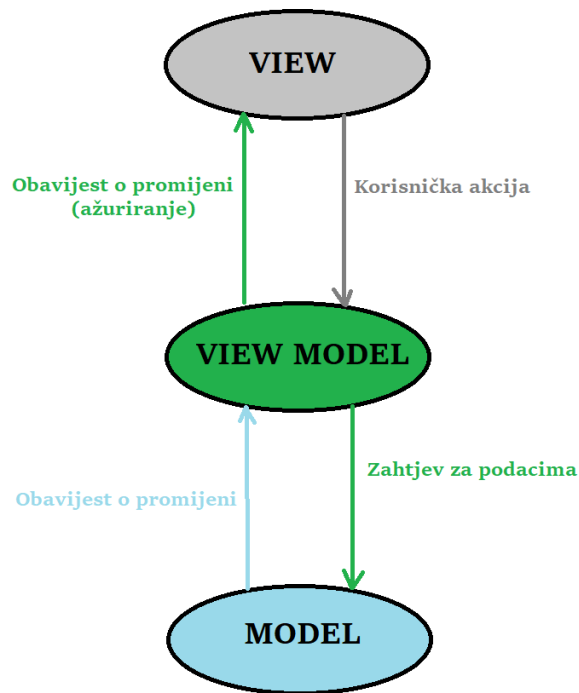 VIEW
Obavijest o promijeni
(ažuriranje)
Korisnička akcija
VIEW MODEL
Zahtjev za podacima
Obavijest o promijeni
MODEL